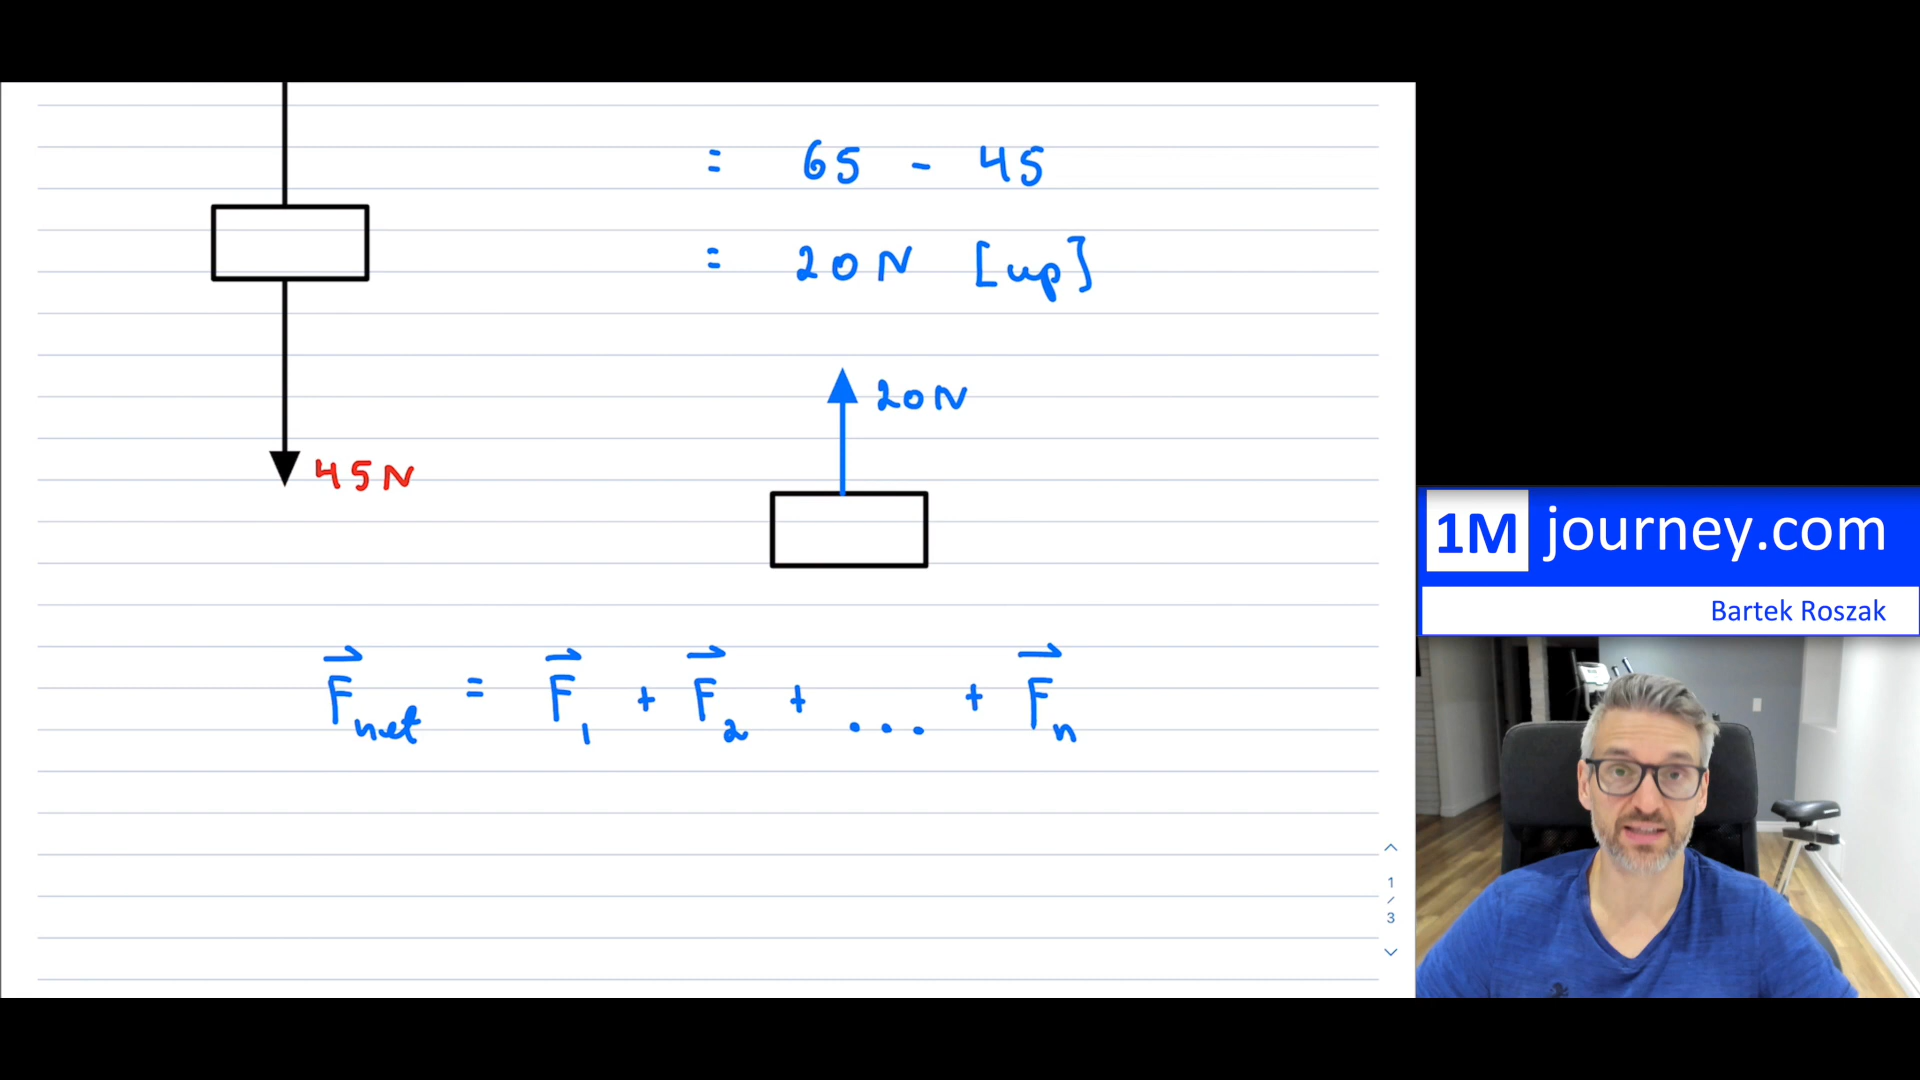 = 65 - 45
= 20N [up]
20N
45N
F⃗net = F⃗1 + F⃗2 + ... + F⃗n
1
/
3
1M journey.com
Bartek Roszak